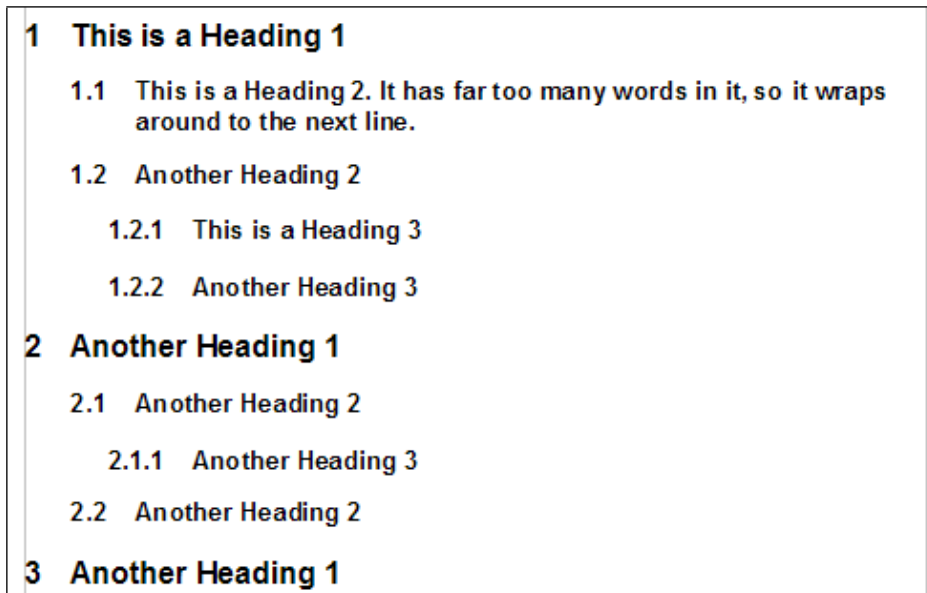 1 This is a Heading 1
1.1 This is a Heading 2. It has far too many words in it, so it wraps
around to the next line.
1.2 Another Heading 2
1.2.1 This is a Heading 3
1.2.2 Another Heading 3
2 Another Heading 1
2.1 Another Heading 2
2.1.1 Another Heading 3
2.2 Another Heading 2
3 Another Heading 1